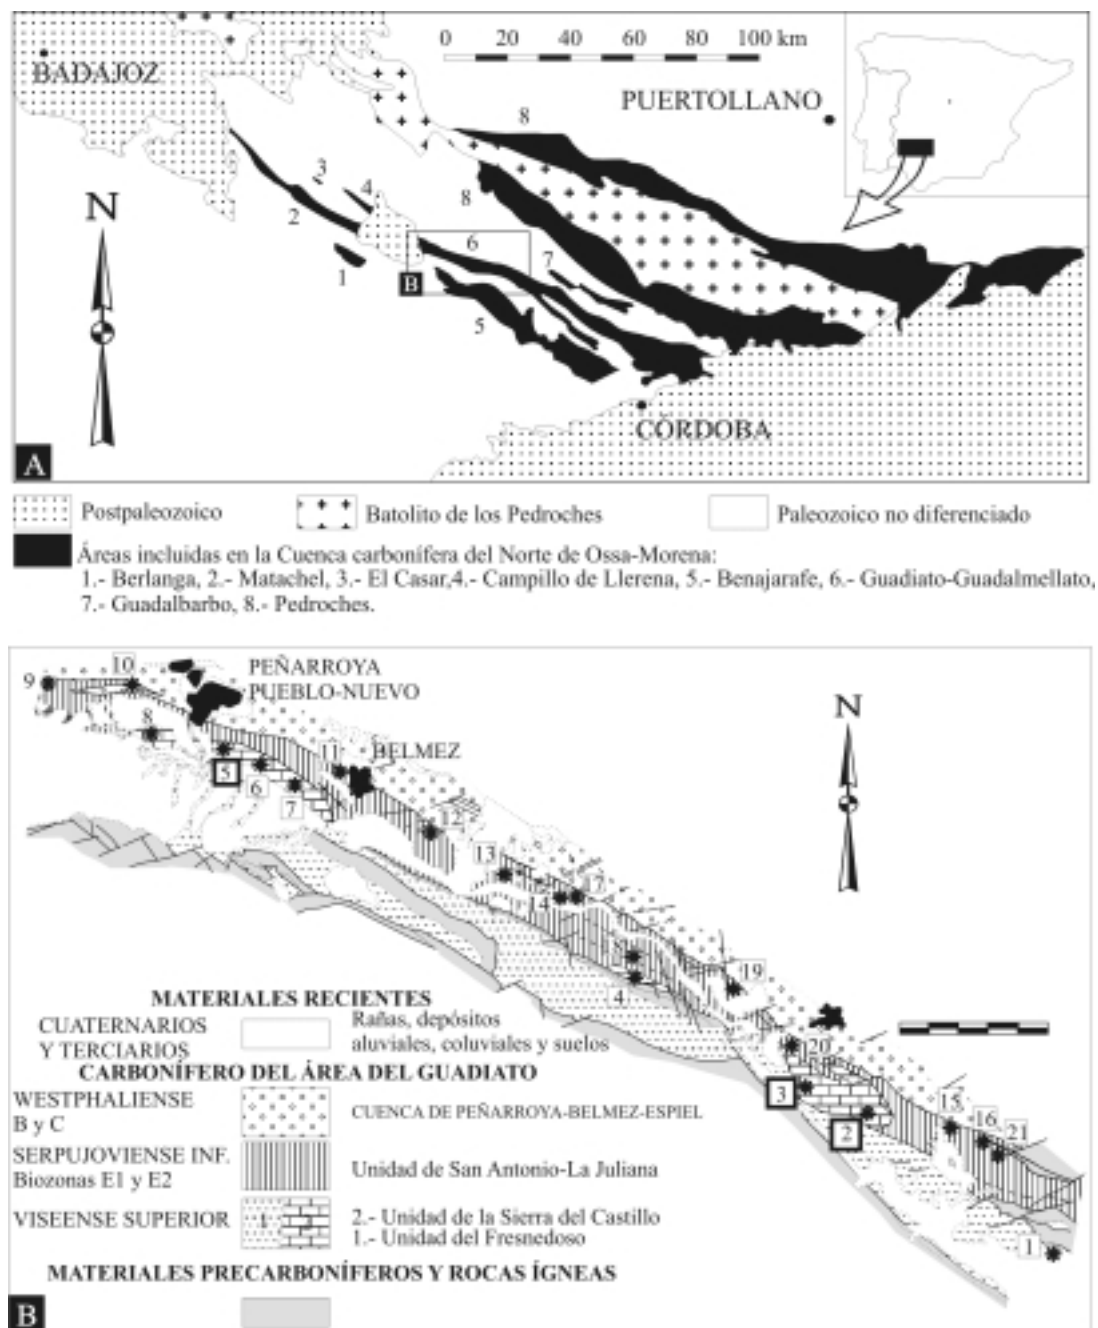 0 20 40 60 80 100 km
BADAJOZ
PUERTOLLANO
8
3
4
8
N
2
6
7
1
B
5
CÓRDOBA
A
Postpaleozoico
Batolito de los Pedroches
Paleozoico no diferenciado
Áreas incluidas en la Cuenca carbonífera del Norte de Ossa-Morena:
1.- Berlanga, 2.- Matachel, 3.- El Casar,4.- Campillo de Llerena, 5.- Benajarafe, 6.- Guadiato-Guadalmellato,
7.- Guadalbarbo, 8.- Pedroches.
10
PEÑARROYA
9
PUEBLO-NUEVO
N
8
11
BELMEZ
5
6
7
12
13
17
14
19
4
MATERIALES RECIENTES
CUATERNARIOS
Y TERCIARIOS
Rañas, depósitos
aluviales, coluviales y suelos
20
CARBONÍFERO DEL ÁREA DEL GUADIATO
3
WESTPHALIENSE
B y C
CUENCA DE PEÑARROYA-BELMEZ-ESPIEL
2
15
16
21
SERPUJOVIENSE INF.
Biozonas E1 y E2
Unidad de San Antonio-La Juliana
VISEENSE SUPERIOR
1
2.- Unidad de la Sierra del Castillo
1.- Unidad del Fresnedoso
1
MATERIALES PRECARBONÍFEROS Y ROCAS ÍGNEAS
B